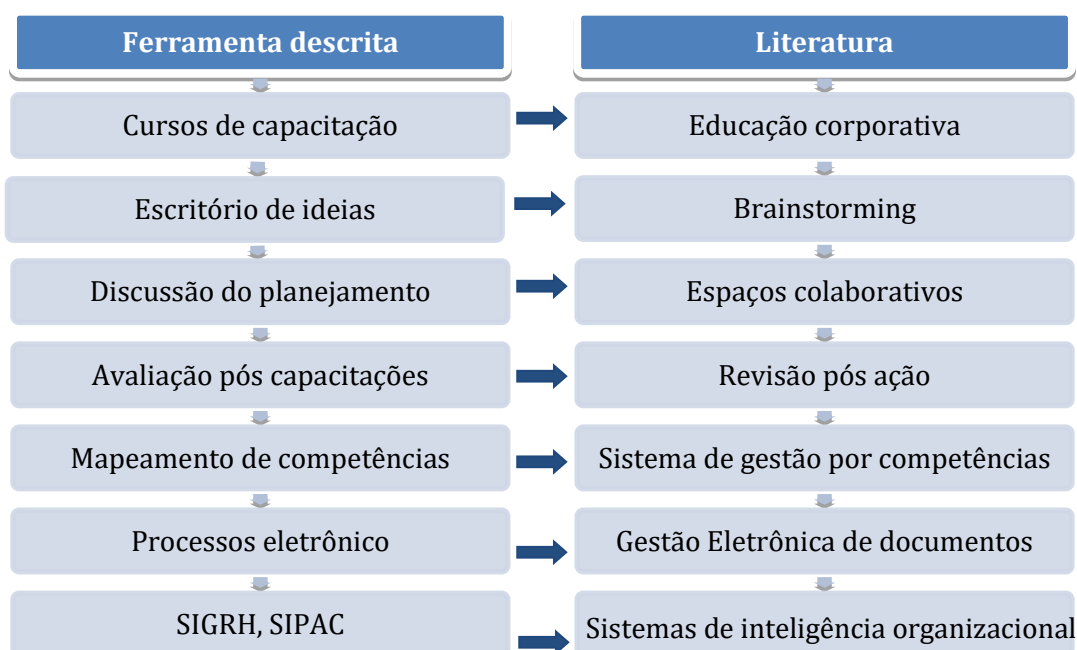 Ferramenta descrita
Literatura
Cursos de capacitação
Educação corporativa
Escritório de ideias
Brainstorming
Discussão do planejamento
Espaços colaborativos
Avaliação pós capacitações
Revisão pós ação
Mapeamento de competências
Sistema de gestão por competências
Processos eletrônico
Gestão Eletrônica de documentos
SIGRH, SIPAC
Sistemas de inteligência organizacional